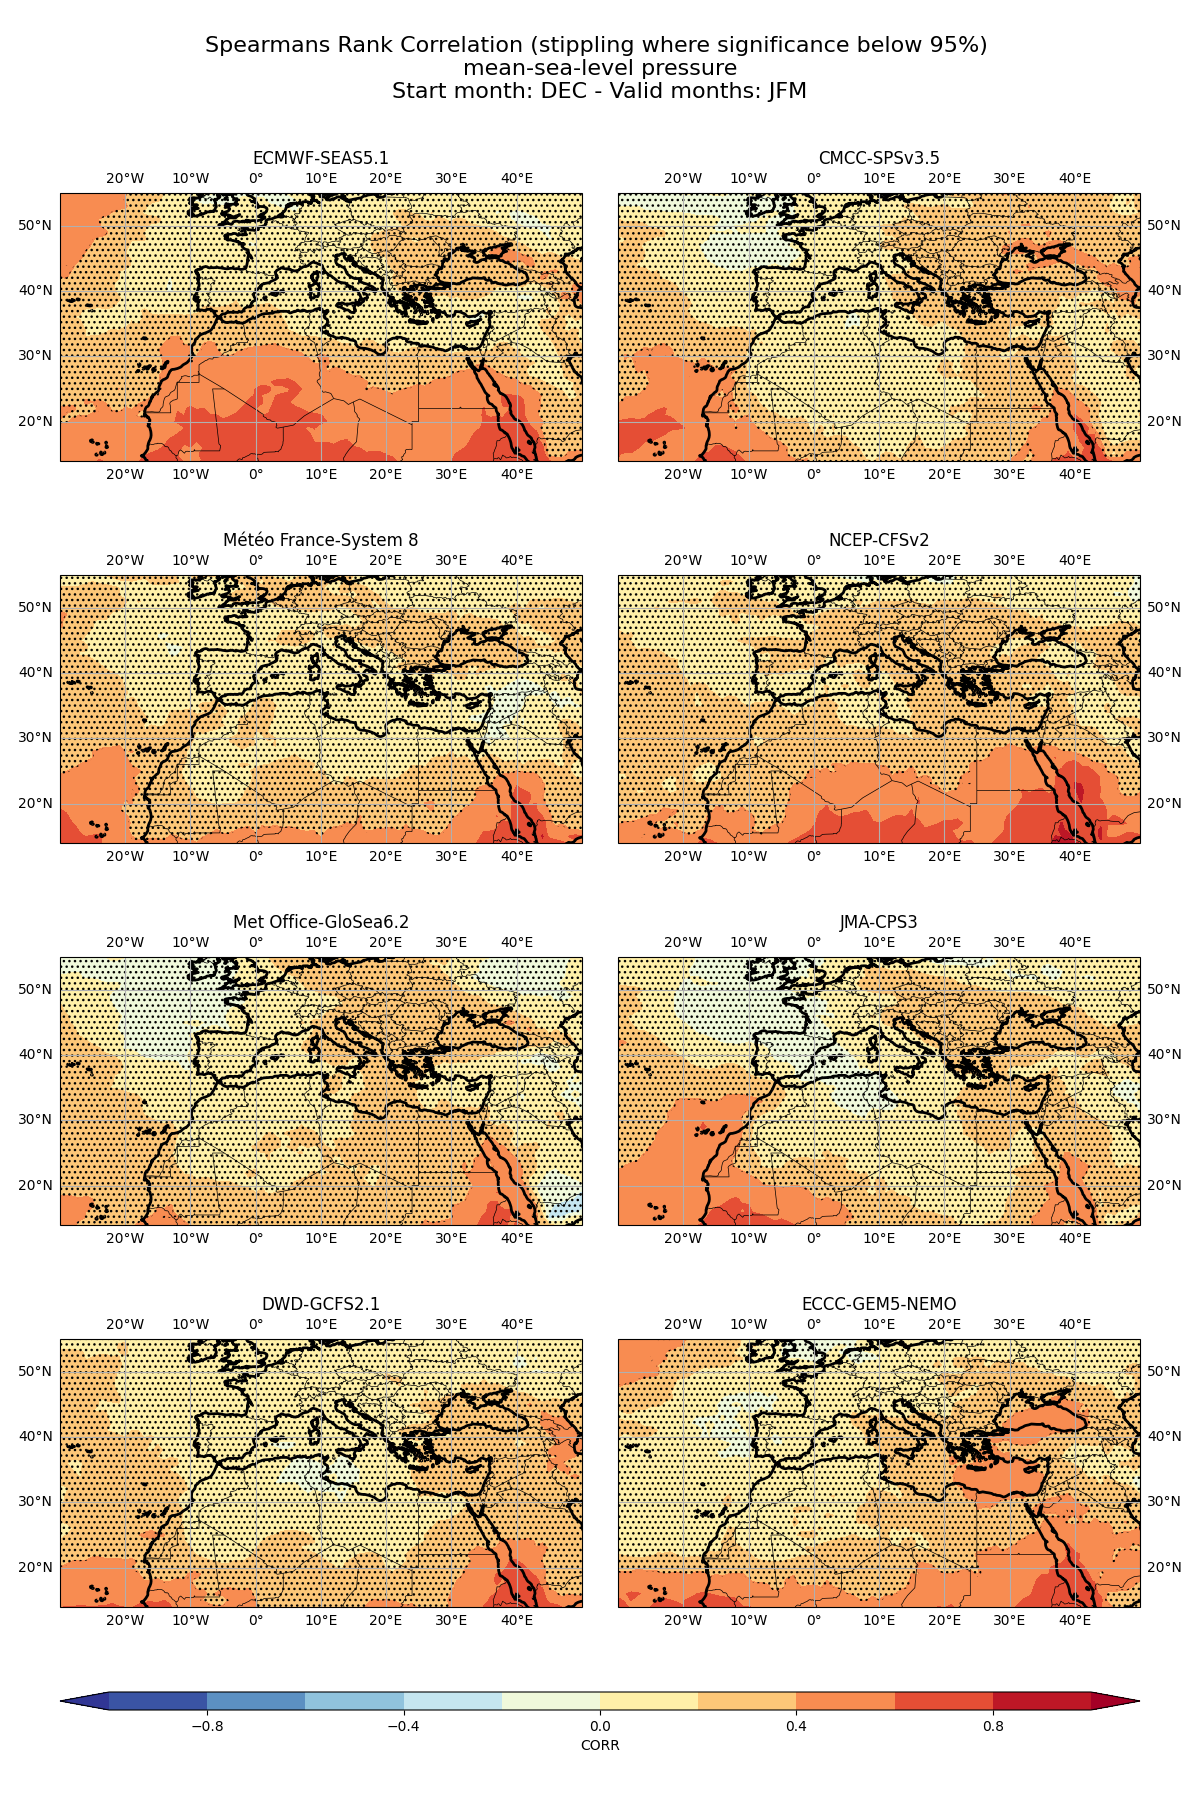 Spearmans Rank Correlation (stippling where significance below 95%)
mean-sea-level pressure
Start month: DEC - Valid months: JFM
ECMWF-SEAS5.1
CMCC-SPSv3.5
20°W 10°W 0° 10°E 20°E 30°E 40°E
20°W 10°W 0° 10°E 20°E 30°E 40°E
50°N
50°N
40°N
40°N
30°N
30°N
20°N
20°N
20°W 10°W 0° 10°E 20°E 30°E 40°E
20°W 10°W 0° 10°E 20°E 30°E 40°E
Météo France-System 8
NCEP-CFSv2
20°W 10°W 0° 10°E 20°E 30°E 40°E
20°W 10°W 0° 10°E 20°E 30°E 40°E
50°N
50°N
40°N
40°N
30°N
30°N
20°N
20°N
20°W 10°W 0° 10°E 20°E 30°E 40°E
20°W 10°W 0° 10°E 20°E 30°E 40°E
Met Office-GloSea6.2
JMA-CPS3
20°W 10°W 0° 10°E 20°E 30°E 40°E
20°W 10°W 0° 10°E 20°E 30°E 40°E
50°N
50°N
40°N
40°N
30°N
30°N
20°N
20°N
20°W 10°W 0° 10°E 20°E 30°E 40°E
20°W 10°W 0° 10°E 20°E 30°E 40°E
DWD-GCFS2.1
ECCC-GEM5-NEMO
20°W 10°W 0° 10°E 20°E 30°E 40°E
20°W 10°W 0° 10°E 20°E 30°E 40°E
50°N
50°N
40°N
40°N
30°N
30°N
20°N
20°N
20°W 10°W 0° 10°E 20°E 30°E 40°E
20°W 10°W 0° 10°E 20°E 30°E 40°E
−0.8 −0.4 0.0 0.4 0.8
CORR